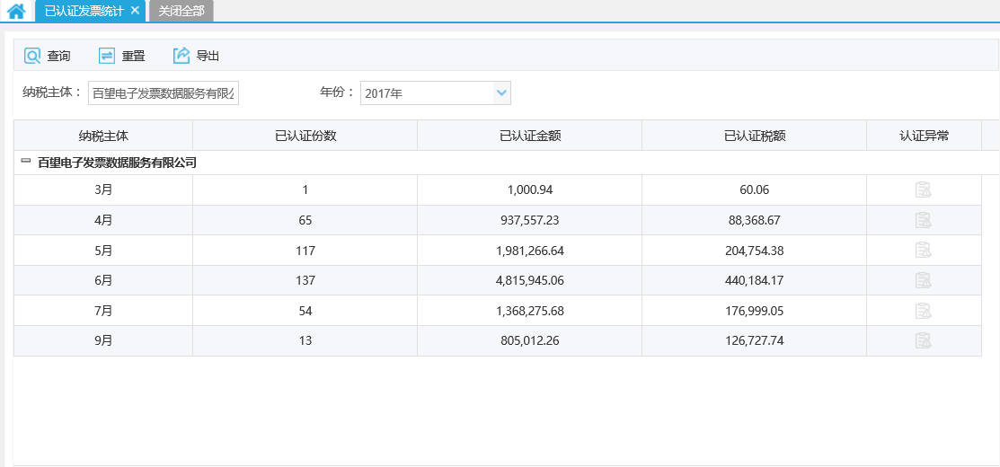 已认证发票统计 关闭全部
查询 重置 导出
纳税主体： 百望电子发票数据服务有限公 年份： 2017年
纳税主体 已认证份数 已认证金额 已认证税额 认证异常
百望电子发票数据服务有限公司
3月 1 1,000.94 60.06
4月 65 937,557.23 88,368.67
5月 117 1,981,266.64 204,754.38
6月 137 4,815,945.06 440,184.17
7月 54 1,368,275.68 176,999.05
9月 13 805,012.26 126,727.74